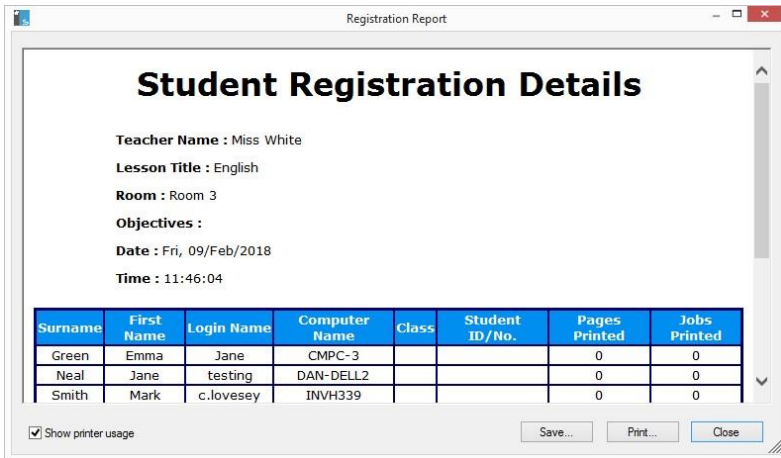 Registration Report
Student Registration Details
Teacher Name : Miss White
Lesson Title : English
Room : Room 3
Objectives :
Date : Fri, 09/Feb/2018
Time : 11:46:04
Surname First Name Login Name Computer Name Class Student ID/No. Pages Printed Jobs Printed
Green Emma Jane CMPC-3 0 0
Neal Jane testing DAN-DELL2 0 0
Smith Mark c.lovesey INVH339 0 0
Show printer usage Save... Print... Close